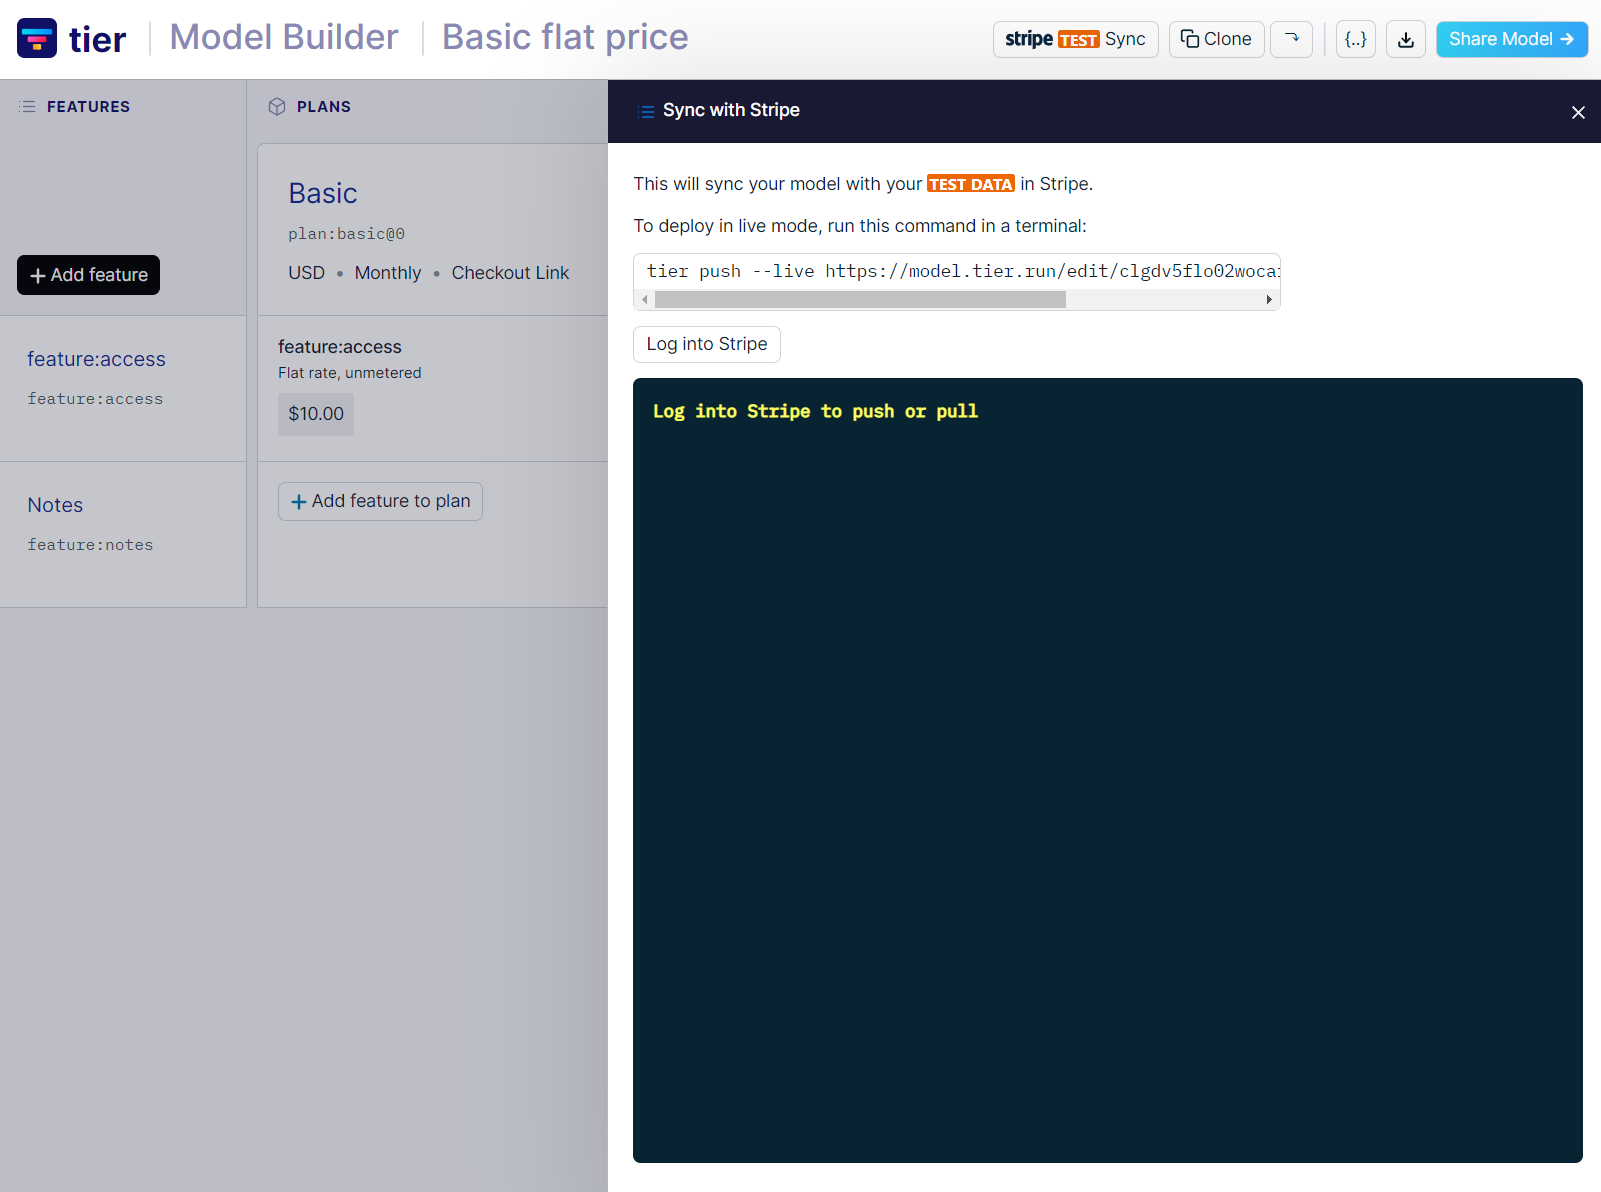 tier
Model Builder
Basic flat price
stripe TEST Sync
Clone
{..}
Share Model
FEATURES
PLANS
Sync with Stripe
Basic
plan:basic@0
USD • Monthly • Checkout Link
Add feature
feature:access
feature:access
feature:access
Flat rate, unmetered
$10.00
Notes
feature:notes
Add feature to plan
This will sync your model with your TEST DATA in Stripe.
To deploy in live mode, run this command in a terminal:
tier push --live https://model.tier.run/edit/clgdv5flo02woca
Log into Stripe
Log into Stripe to push or pull